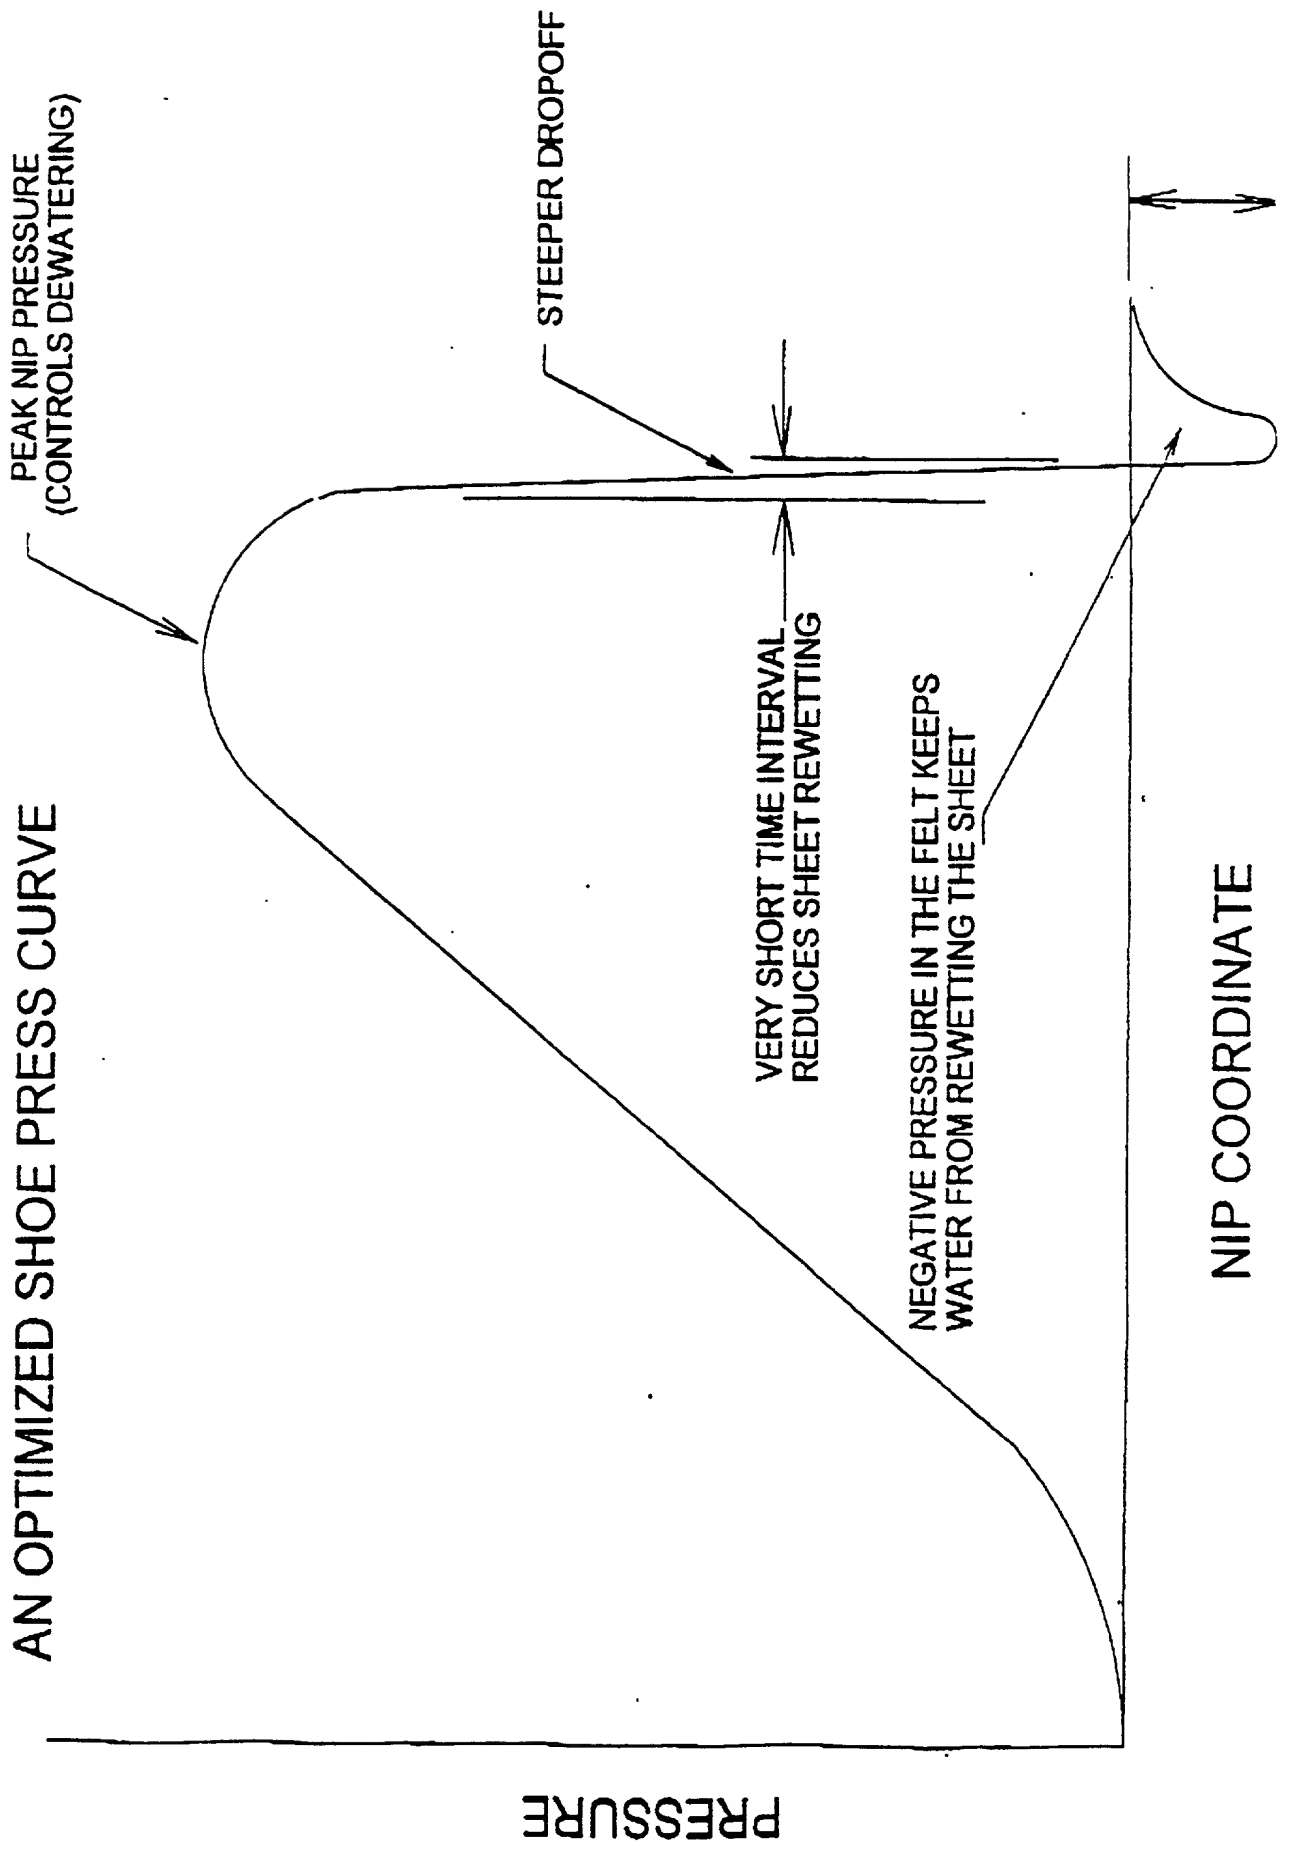 AN OPTIMIZED SHOE PRESS CURVE
PEAK NIP PRESSURE
(CONTROLS DEWATERING)
STEEPER DROPOFF
VERY SHORT TIME INTERVAL
REDUCES SHEET REWETTING
NEGATIVE PRESSURE IN THE FELT KEEPS
WATER FROM REWETTING THE SHEET
PRESSURE
NIP COORDINATE